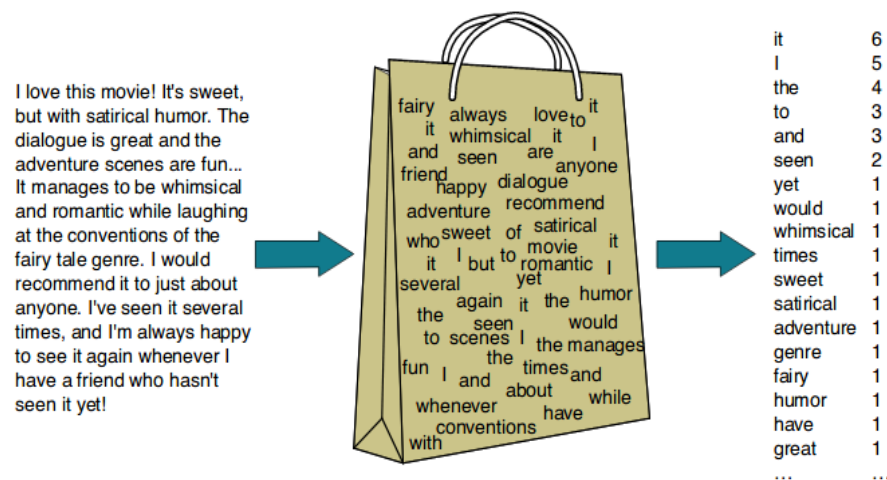 I love this movie! It's sweet,
but with satirical humor. The
dialogue is great and the
adventure scenes are fun...
It manages to be whimsical
and romantic while laughing
at the conventions of the
fairy tale genre. I would
recommend it to just about
anyone. I've seen it several
times, and I'm always happy
to see it again whenever I
have a friend who hasn't
seen it yet!
fairy always love to it
it whimsical it I
and seen are anyone
friend happy dialogue
adventure recommend
who sweet of satirical
it I but to movie it
romantic I
several yet
again it the humor
the seen would
to scenes I the manages
the
fun I and times and
about
whenever have while
conventions
with
it 6
I 5
the 4
to 3
and 3
seen 2
yet 1
would 1
whimsical 1
times 1
sweet 1
satirical 1
adventure 1
genre 1
fairy 1
humor 1
have 1
great 1
... ...